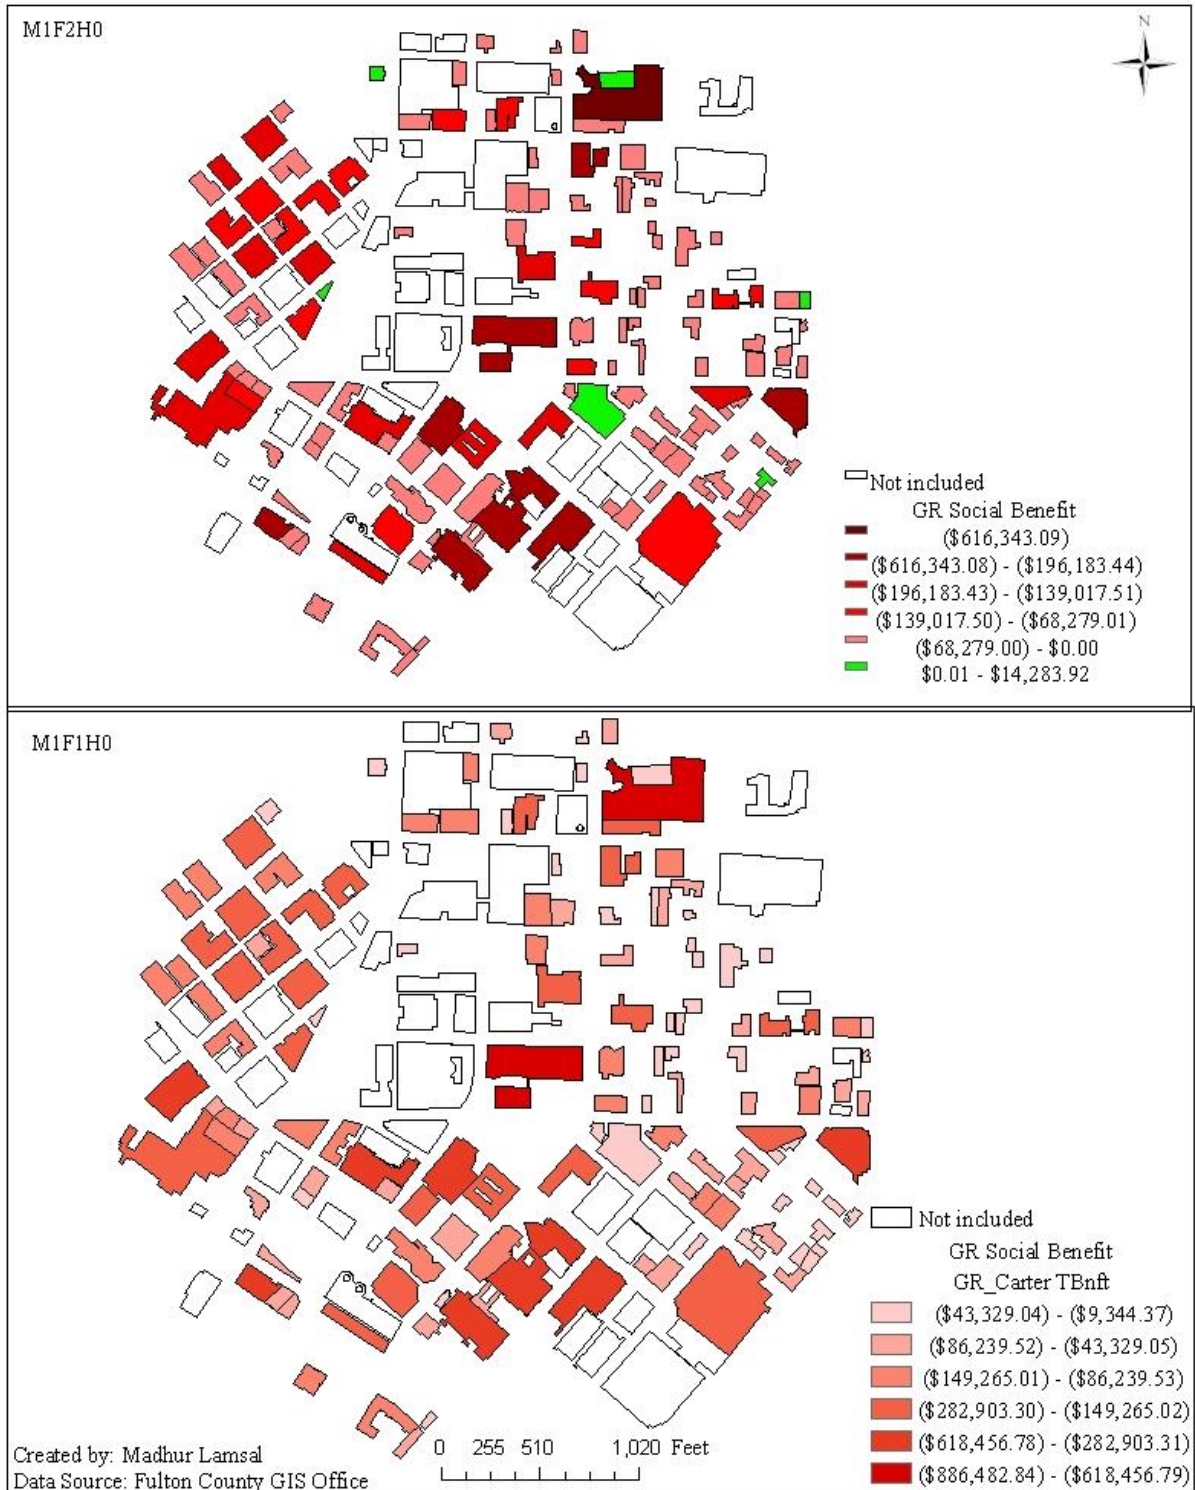 M1F2H0
N
Not included
GR Social Benefit
($616,343.09)
($616,343.08) - ($196,183.44)
($196,183.43) - ($139,017.51)
($139,017.50) - ($68,279.01)
($68,279.00) - $0.00
$0.01 - $14,283.92
M1F1H0
Not included
GR Social Benefit
GR_Carter TBnft
($43,329.04) - ($9,344.37)
($86,239.52) - ($43,329.05)
($149,265.01) - ($86,239.53)
($282,903.30) - ($149,265.02)
($618,456.78) - ($282,903.31)
($886,482.84) - ($618,456.79)
Created by: Madhur Lamsal
0 255 510 1,020 Feet
Data Source: Fulton County GIS Office